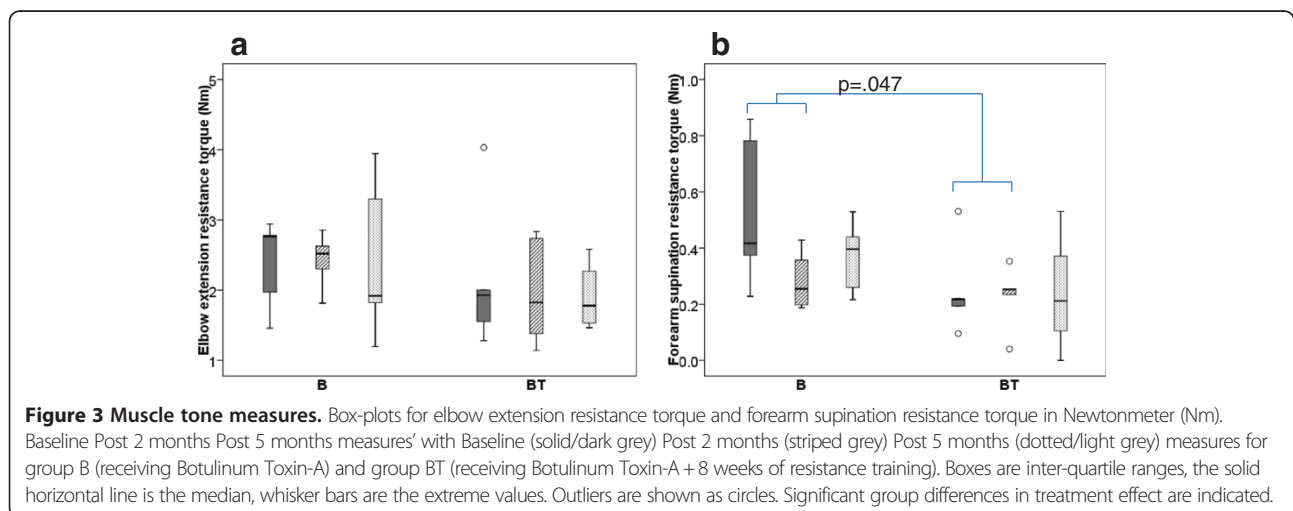 a
b
Elbow extension resistance torque (Nm)
5
4
3
2
1
B
BT
Forearm supination resistance torque (Nm)
1.0
0.8
0.6
0.4
0.2
0.0
p=.047
B
BT
Figure 3 Muscle tone measures. Box-plots for elbow extension resistance torque and forearm supination resistance torque in Newtonmeter (Nm).
Baseline Post 2 months Post 5 months measures' with Baseline (solid/dark grey) Post 2 months (striped grey) Post 5 months (dotted/light grey) measures for
group B (receiving Botulinum Toxin-A) and group BT (receiving Botulinum Toxin-A + 8 weeks of resistance training). Boxes are inter-quartile ranges, the solid
horizontal line is the median, whisker bars are the extreme values. Outliers are shown as circles. Significant group differences in treatment effect are indicated.